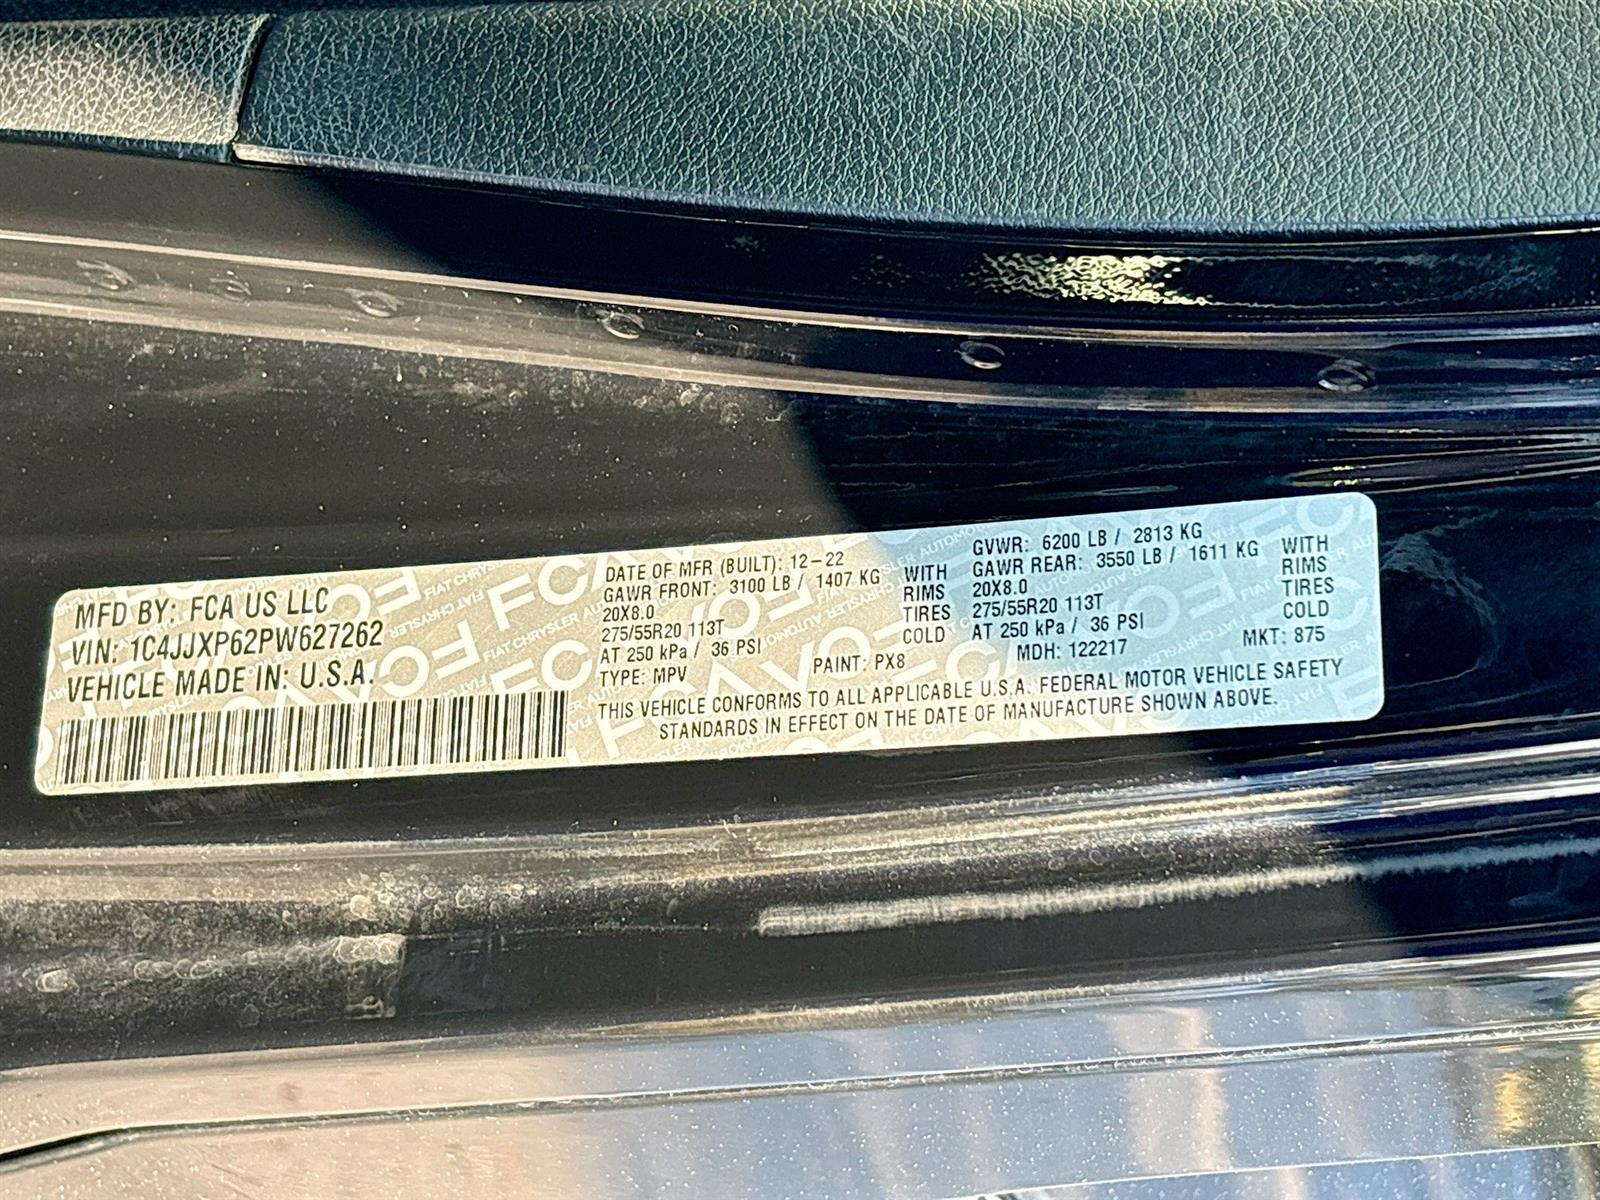 MFD BY: FCA US LLC
VIN: 1C4JJXP62PW627262
VEHICLE MADE IN: U.S.A.
DATE OF MFR (BUILT): 12-22
GAWR FRONT: 3100 LB / 1407 KG WITH
20X8.0 RIMS
275/55R20 113T TIRES
AT 250 kPa / 36 PSI COLD
TYPE: MPV PAINT: PX8
GVWR: 6200 LB / 2813 KG
GAWR REAR: 3550 LB / 1611 KG WITH
20X8.0 RIMS
275/55R20 113T TIRES
AT 250 kPa / 36 PSI COLD
MDH: 122217 MKT: 875
THIS VEHICLE CONFORMS TO ALL APPLICABLE U.S.A. FEDERAL MOTOR VEHICLE SAFETY
STANDARDS IN EFFECT ON THE DATE OF MANUFACTURE SHOWN ABOVE.